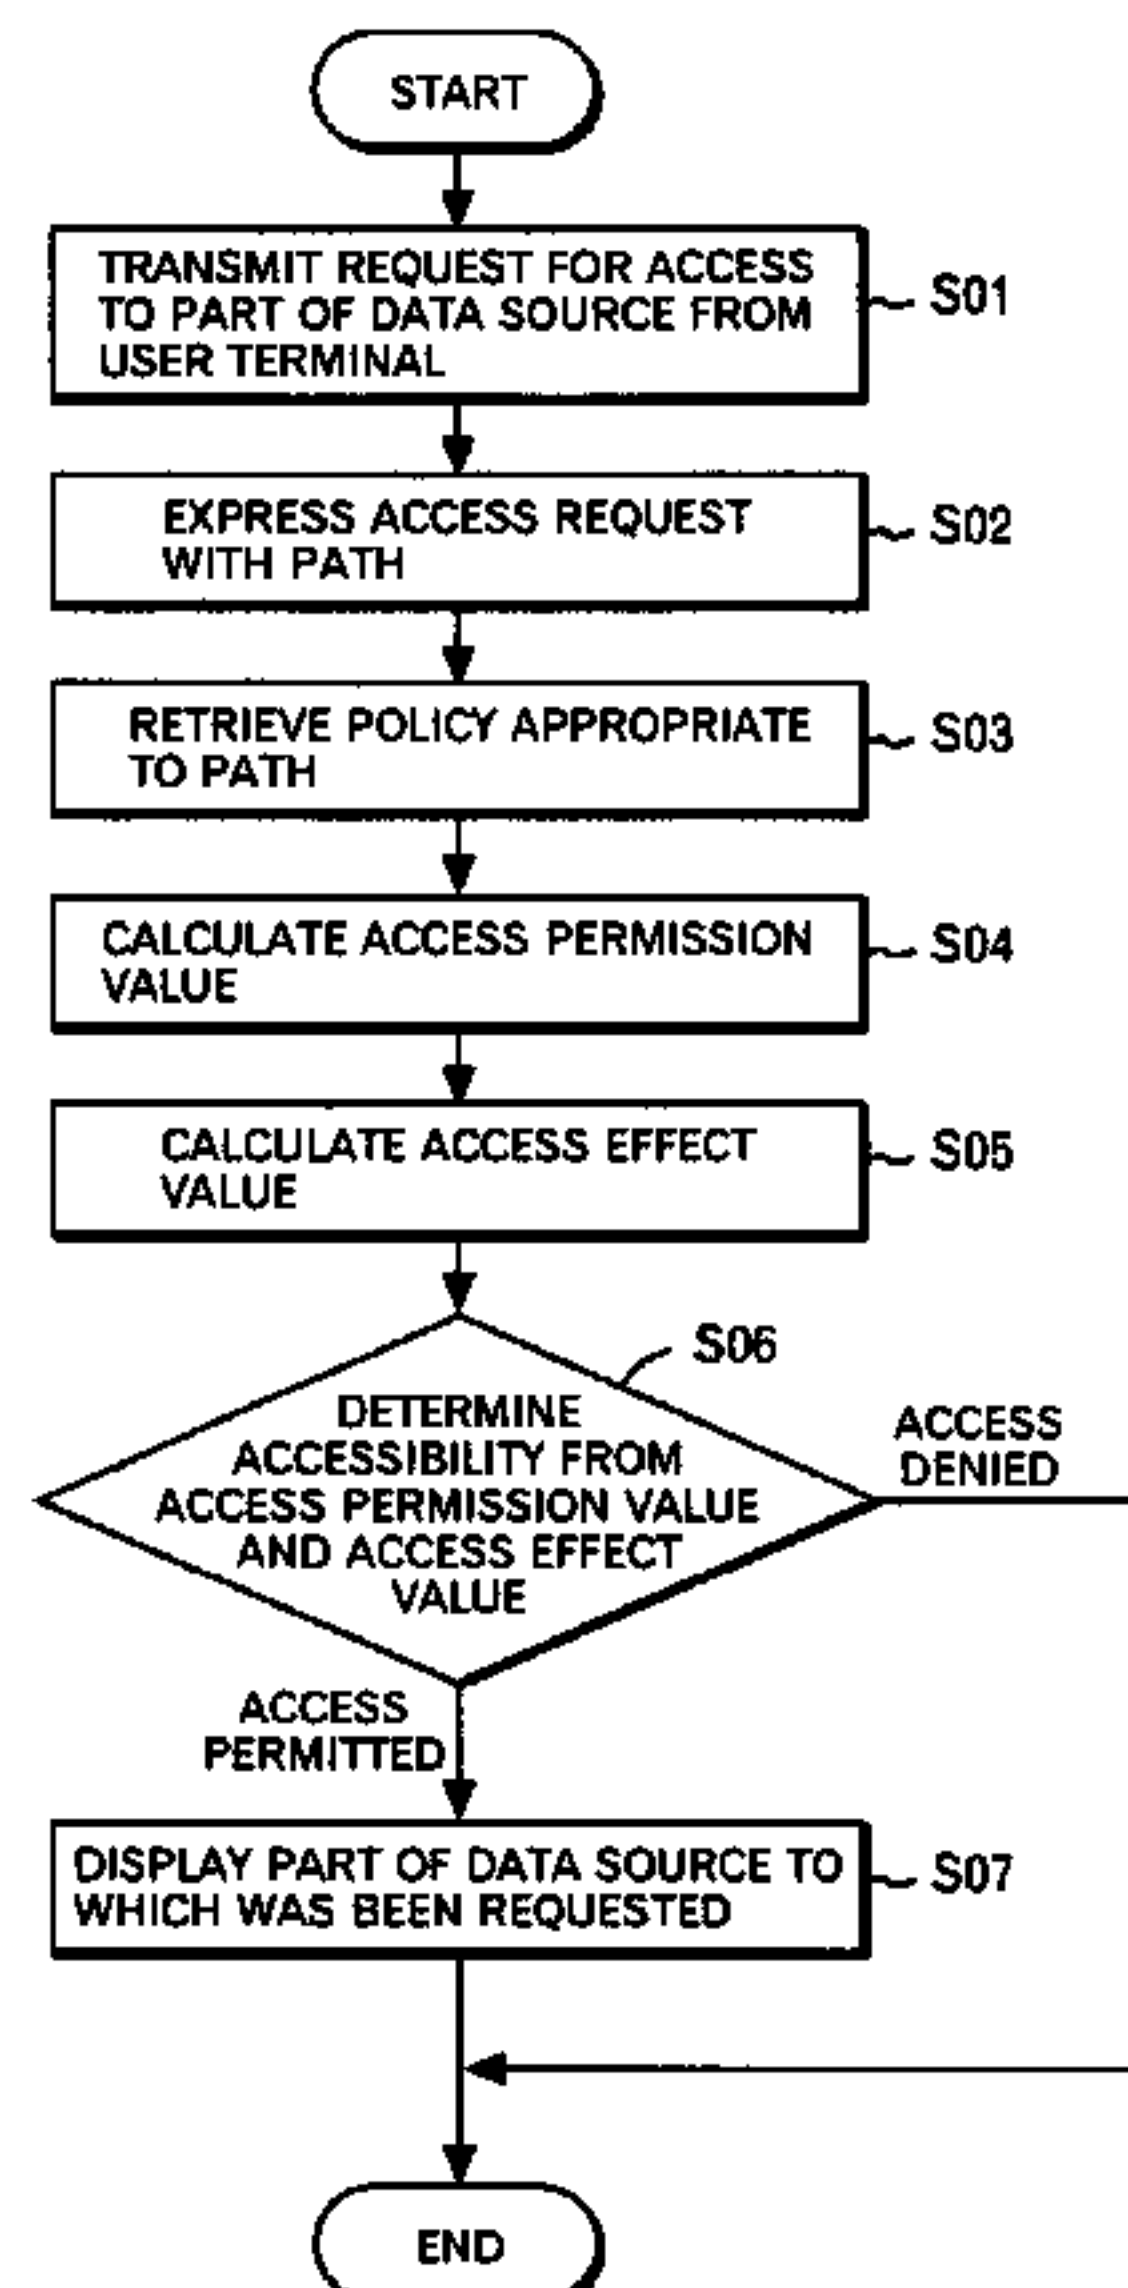 START
TRANSMIT REQUEST FOR ACCESS
TO PART OF DATA SOURCE FROM
USER TERMINAL
S01
EXPRESS ACCESS REQUEST
WITH PATH
S02
RETRIEVE POLICY APPROPRIATE
TO PATH
S03
CALCULATE ACCESS PERMISSION
VALUE
S04
CALCULATE ACCESS EFFECT
VALUE
S05
S06
DETERMINE
ACCESSIBILITY FROM
ACCESS PERMISSION VALUE
AND ACCESS EFFECT
VALUE
ACCESS
DENIED
ACCESS
PERMITTED
DISPLAY PART OF DATA SOURCE TO
WHICH WAS BEEN REQUESTED
S07
END